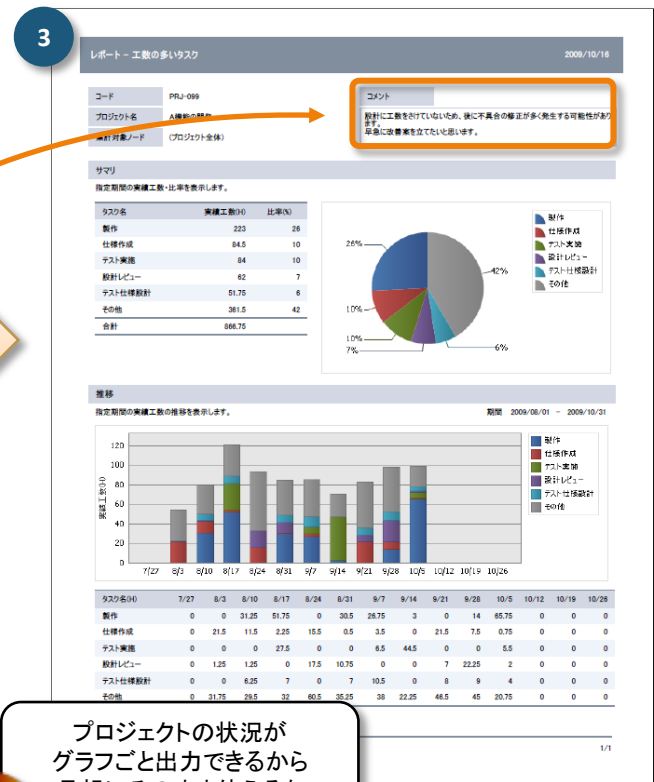 3
レポート – 工数の多いタスク 2009/10/16
コード PRJ-099
コメント
プロジェクト名
設計に工数をさけていないため、後に不具合の修正が多く発生する可能性があり
ます。
早急に改善案を立てたいと思います。
集計対象ノード (プロジェクト全体)
サマリ
指定期間の実績工数・比率を表示します。
タスク名 実績工数(H) 比率(%)
製作 223 26
仕様作成 84.5 10
テスト実施 84 10
設計レビュー 62 7
テスト仕様設計 51.75 6
その他 361.5 42
合計 866.75
26%
10%
10%
7%
6%
42%
製作
仕様作成
テスト実施
設計レビュー
テスト仕様設計
その他
推移
指定期間の実績工数の推移を表示します。 期間 2009/08/01 – 2009/10/31
実績工数(H)
120
100
80
60
40
20
0
7/27 8/3 8/10 8/17 8/24 8/31 9/7 9/14 9/21 9/28 10/5 10/12 10/19 10/26
製作
仕様作成
テスト実施
設計レビュー
テスト仕様設計
その他
タスク名(H) 7/27 8/3 8/10 8/17 8/24 8/31 9/7 9/14 9/21 9/28 10/5 10/12 10/19 10/26
製作 0 0 31.25 51.75 0 30.5 26.75 3 0 14 65.75 0 0 0
仕様作成 0 21.5 11.5 2.25 15.5 0.5 3.5 0 21.5 7.5 0.75 0 0 0
テスト実施 0 0 0 27.5 0 0 6.5 44.5 0 0 5.5 0 0 0
設計レビュー 0 1.25 1.25 0 17.5 10.75 0 0 7 22.25 2 0 0 0
テスト仕様設計 0 0 6.25 7 0 7 10.5 0 8 9 4 0 0 0
その他 0 31.75 29.5 32 60.5 35.25 38 22.25 46.5 45 20.75 0 0 0
1/1
プロジェクトの状況が
グラフごと出力できるから